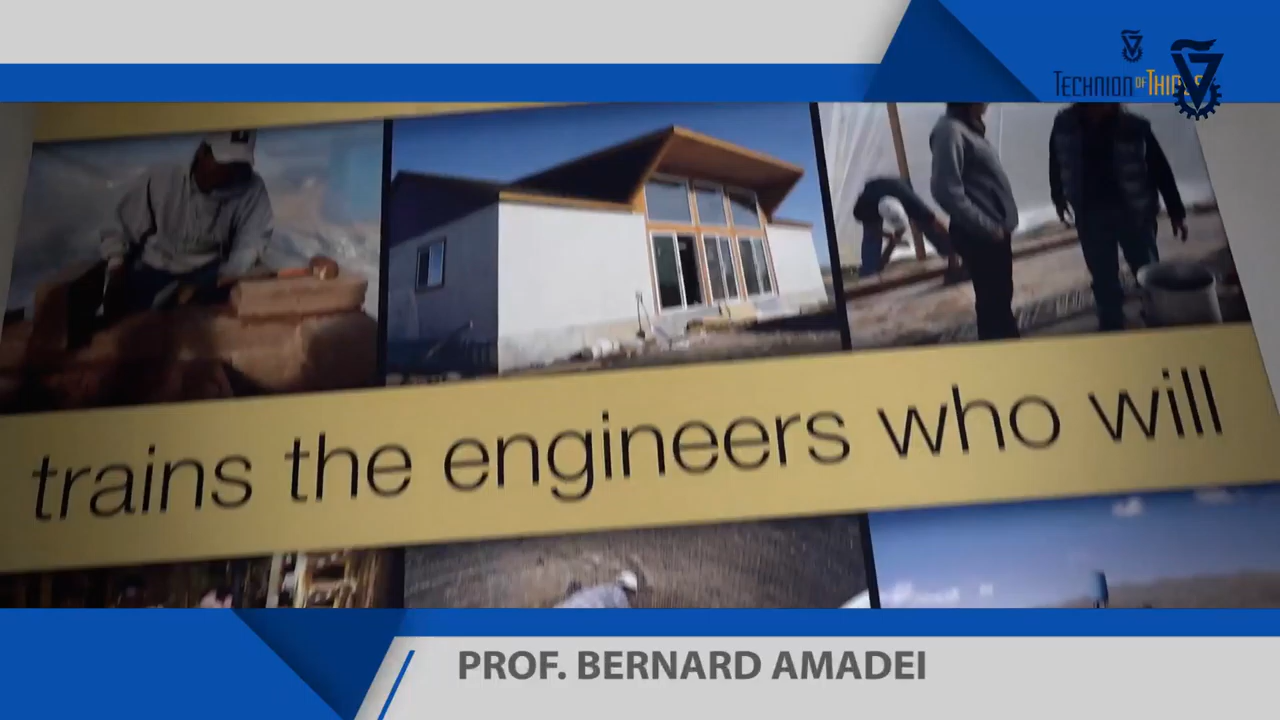 TECHNION OF THINGS
trains the engineers who will
PROF. BERNARD AMADEI